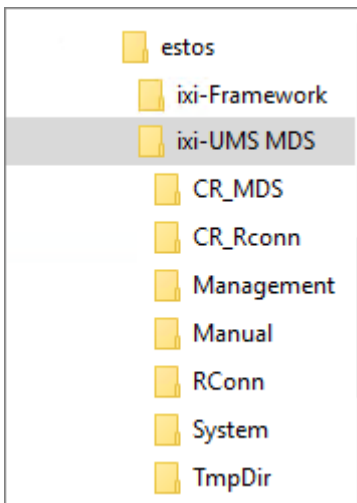 estos
ixi-Framework
ixi-UMS MDS
CR_MDS
CR_Rconn
Management
Manual
RConn
System
TmpDir